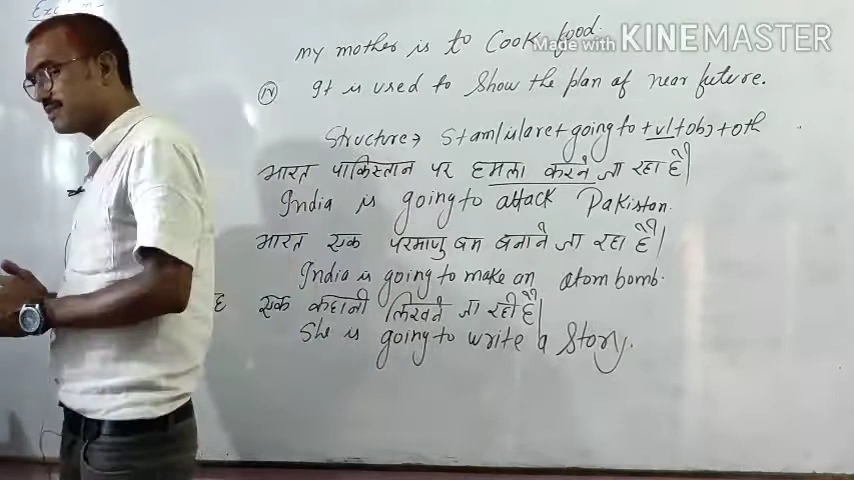 my mother is to Cook food.
Made with KINEMASTER
IV It is used to Show the plan of near future.
Structure → S+am/is/are+going to+v1+obj+oth
भारत पाकिस्तान पर हमला करने जा रहा है।
India is going to attack Pakistan.
भारत एक परमाणु बम बनाने जा रहा है।
India is going to make an atom bomb.
एक कहानी लिखने जा रही है।
She is going to write a Story.